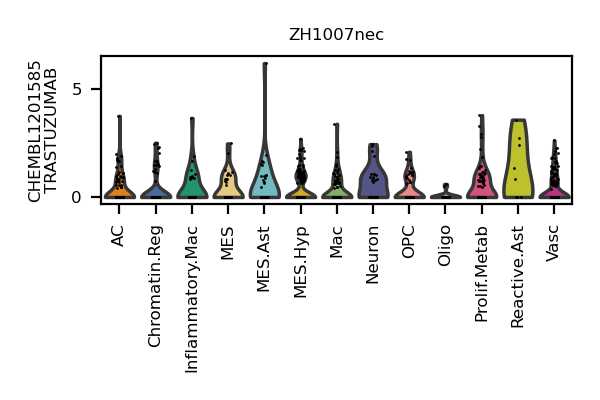 ZH1007nec
CHEMBL1201585
TRASTUZUMAB
5
0
AC
Chromatin.Reg
Inflammatory.Mac
MES
MES.Ast
MES.Hyp
Mac
Neuron
OPC
Oligo
Prolif.Metab
Reactive.Ast
Vasc